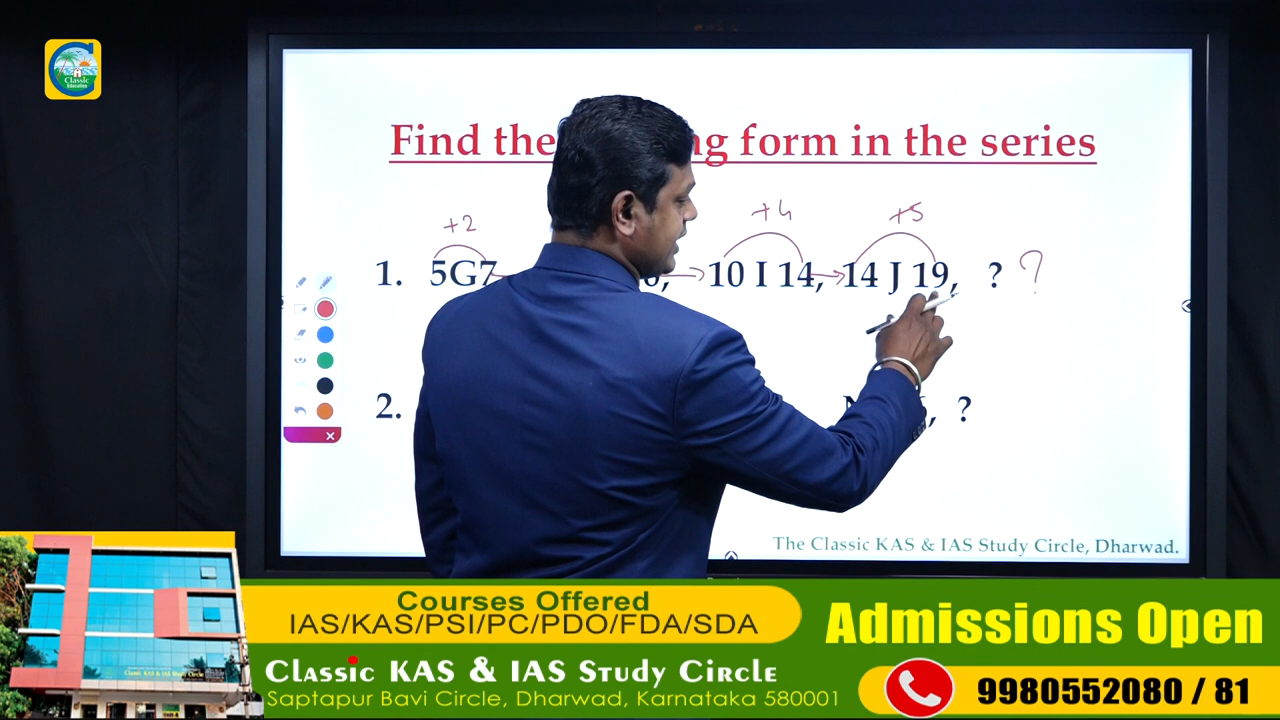 Classic
Education
Find the ng form in the series
+2 +4 +5
1. 5G7 10 I 14, 14 J 19, ? ?
2. , ?
The Classic KAS & IAS Study Circle, Dharwad.
Courses Offered
IAS/KAS/PSI/PC/PDO/FDA/SDA
Admissions Open
Classic KAS & IAS Study Circle
Saptapur Bavi Circle, Dharwad, Karnataka 580001
9980552080 / 81